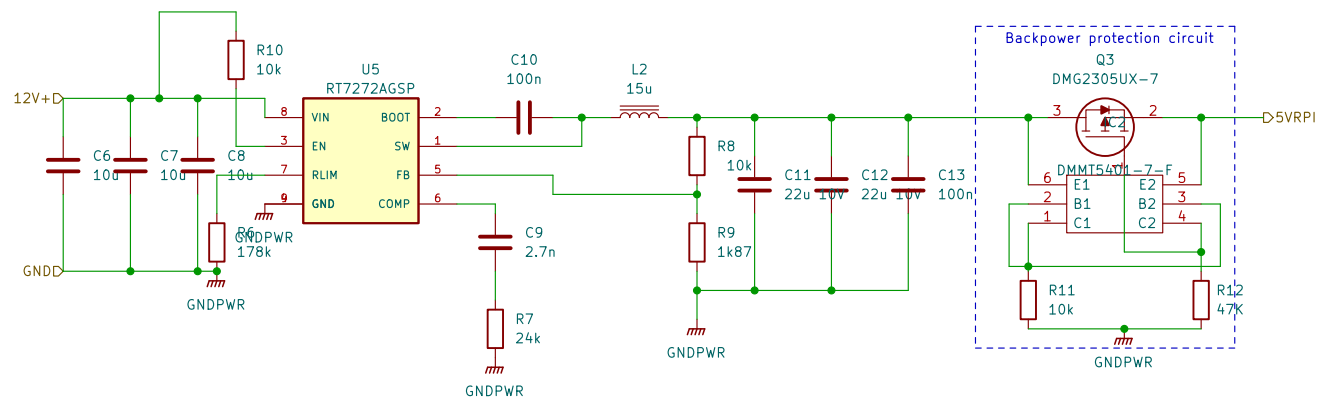 Backpower protection circuit
Q3
DMG2305UX-7
R10
10k
C10
100n
L2
15u
U5
RT7272AGSP
12V+
8 VIN BOOT 2
3 EN SW 1
7 RLIM FB 5
9 GND COMP 6
3 2
C2
1
5VRPI
C6
10u
C7
10u
C8
10u
R8
10k
C11
22u 10V
C12
22u 10V
C13
100n
DMMT5401-7-F
6 E1 E2 5
2 B1 B2 3
1 C1 C2 4
GNDPWR
R6
178k
C9
2.7n
R9
1k87
GND
GNDPWR
R7
24k
R11
10k
R12
47K
GNDPWR
GNDPWR
GNDPWR